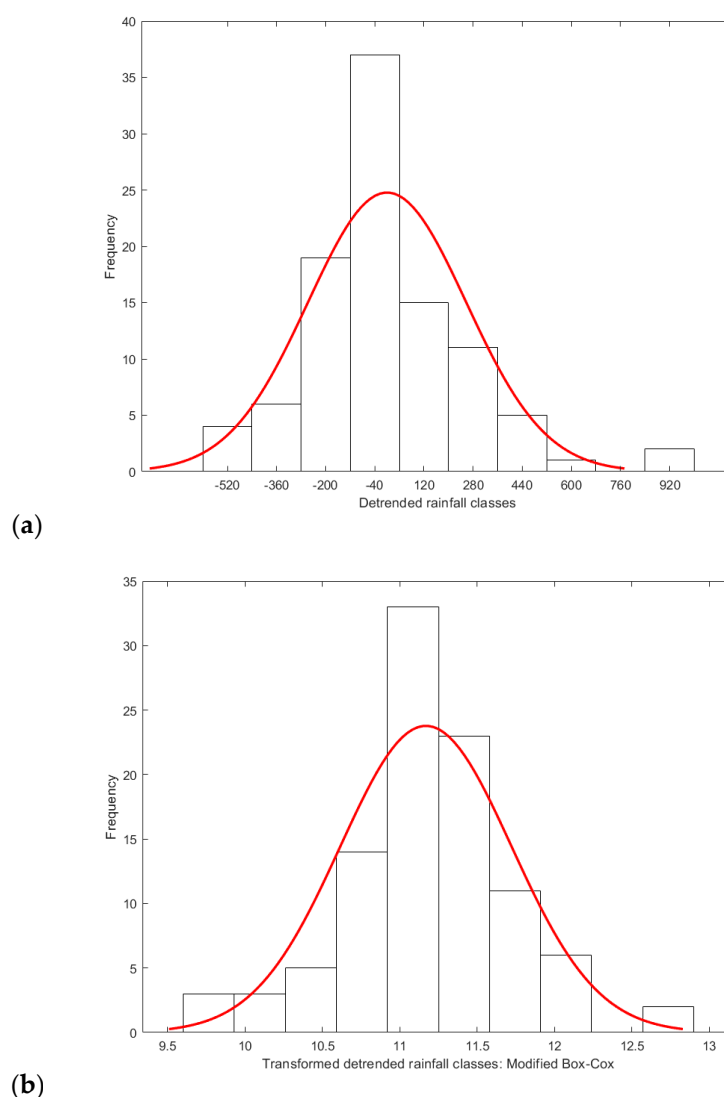 40
35
30
25
20
15
10
5
0
Frequency
-520 -360 -200 -40 120 280 440 600 760 920
Detrended rainfall classes
(a)
35
30
25
20
15
10
5
0
Frequency
9.5 10 10.5 11 11.5 12 12.5 13
Transformed detrended rainfall classes: Modified Box-Cox
(b)